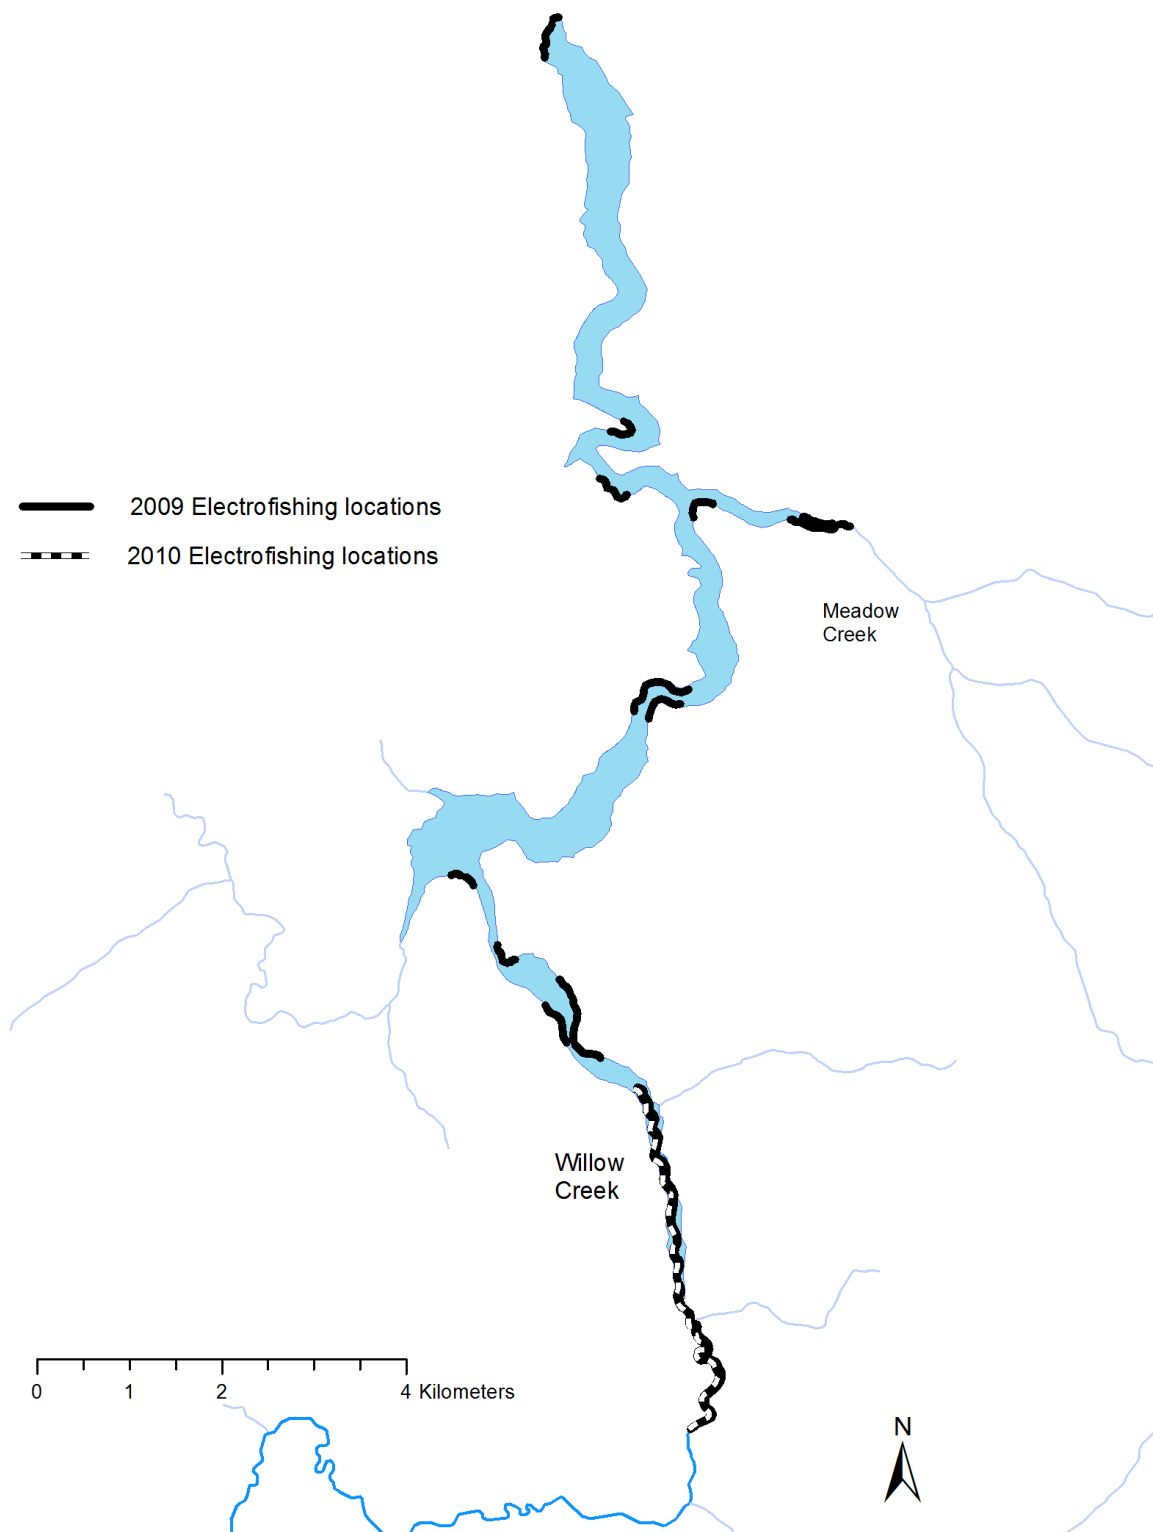 2009 Electrofishing locations
2010 Electrofishing locations
Meadow
Creek
Willow
Creek
0 1 2 4 Kilometers
N